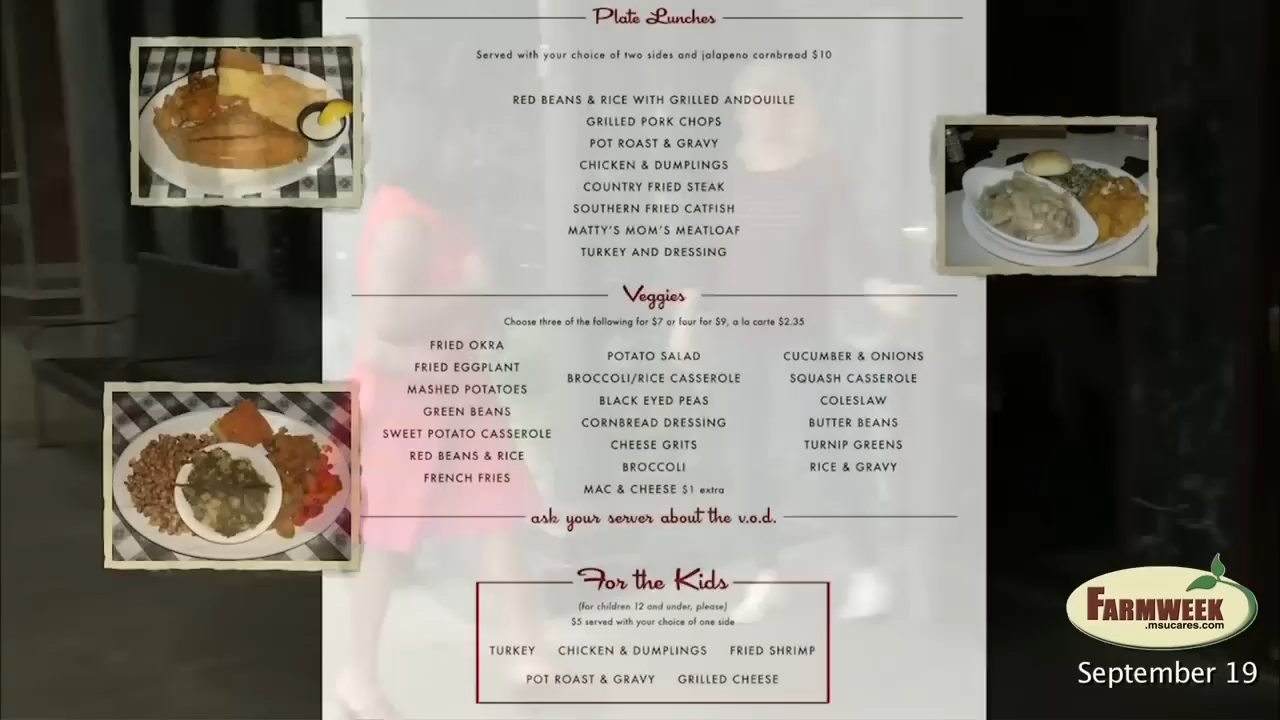 Plate Lunches
Served with your choice of two sides and jalapeno cornbread $10
RED BEANS & RICE WITH GRILLED ANDOUILLE
GRILLED PORK CHOPS
POT ROAST & GRAVY
CHICKEN & DUMPLINGS
COUNTRY FRIED STEAK
SOUTHERN FRIED CATFISH
MATTY'S MOM'S MEATLOAF
TURKEY AND DRESSING
Veggies
Choose three of the following for $7 or four for $9, a la carte $2.35
FRIED OKRA
FRIED EGGPLANT
MASHED POTATOES
GREEN BEANS
SWEET POTATO CASSEROLE
RED BEANS & RICE
FRENCH FRIES
POTATO SALAD
BROCCOLI/RICE CASSEROLE
BLACK EYED PEAS
CORNBREAD DRESSING
CHEESE GRITS
BROCCOLI
MAC & CHEESE $1 extra
CUCUMBER & ONIONS
SQUASH CASSEROLE
COLESLAW
BUTTER BEANS
TURNIP GREENS
RICE & GRAVY
ask your server about the v.o.d.
For the Kids
(for children 12 and under, please)
$5 served with your choice of one side
TURKEY CHICKEN & DUMPLINGS FRIED SHRIMP
POT ROAST & GRAVY GRILLED CHEESE
FARMWEEK
.msucares.com
September 19